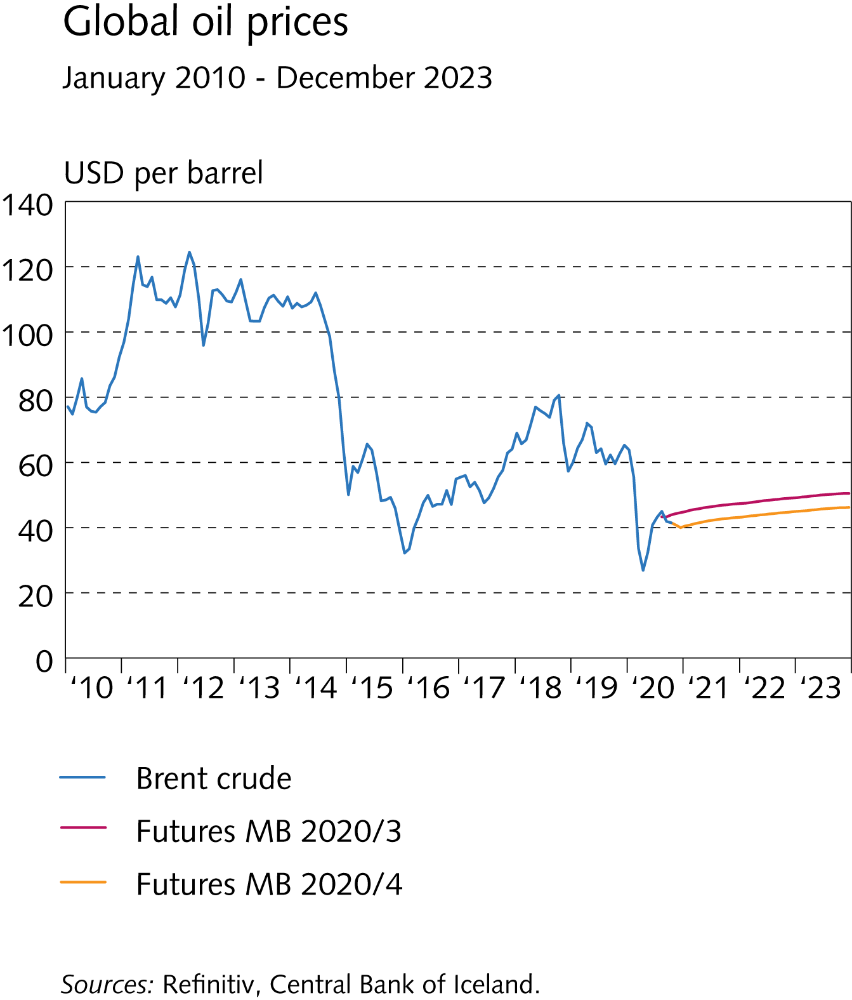 Global oil prices
January 2010 - December 2023
USD per barrel
140
120
100
80
60
40
20
0
‘10 ‘11 ‘12 ‘13 ‘14 ‘15 ‘16 ‘17 ‘18 ‘19 ‘20 ‘21 ‘22 ‘23
Brent crude
Futures MB 2020/3
Futures MB 2020/4
Sources: Refinitiv, Central Bank of Iceland.